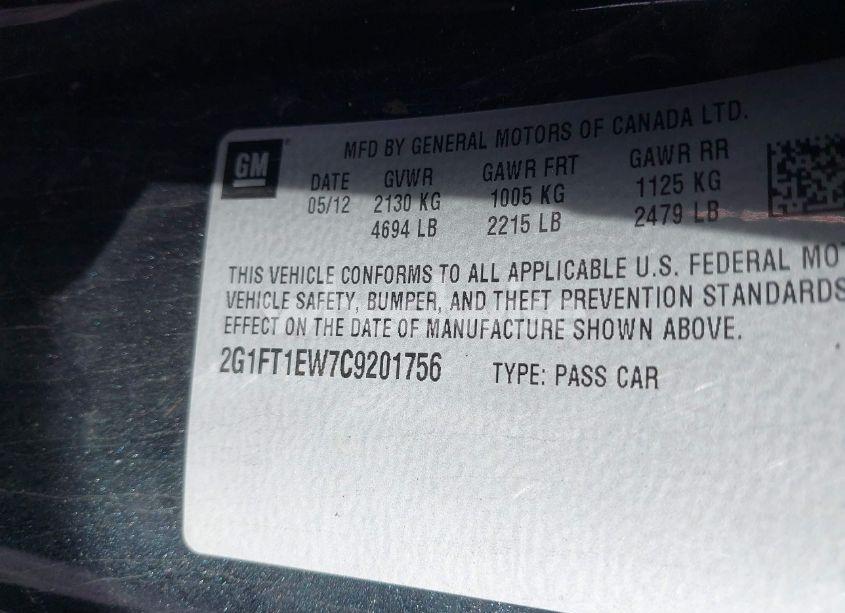 GM
MFD BY GENERAL MOTORS OF CANADA LTD.
DATE GVWR GAWR FRT GAWR RR
05/12 2130 KG 1005 KG 1125 KG
4694 LB 2215 LB 2479 LB
THIS VEHICLE CONFORMS TO ALL APPLICABLE U.S. FEDERAL MO
VEHICLE SAFETY, BUMPER, AND THEFT PREVENTION STANDARDS
EFFECT ON THE DATE OF MANUFACTURE SHOWN ABOVE.
2G1FT1EW7C9201756 TYPE: PASS CAR